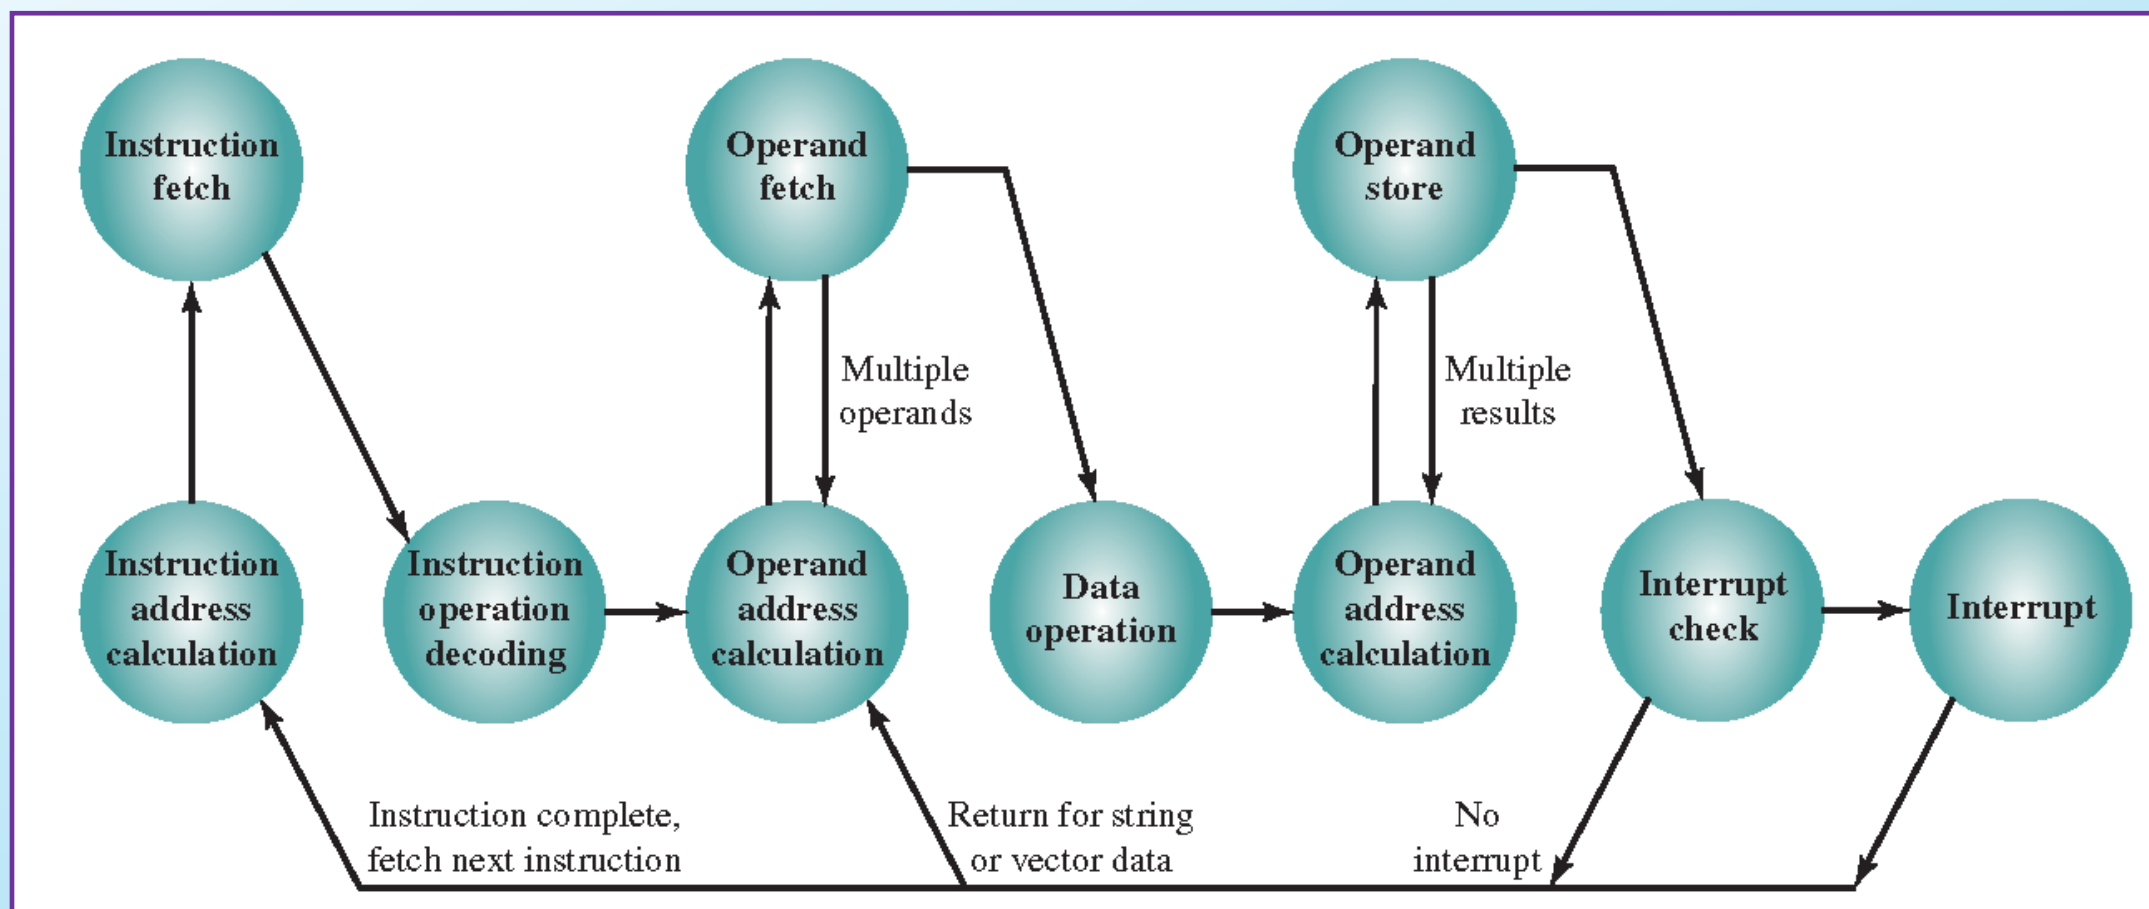 Instruction
fetch
Operand
fetch
Operand
store
Multiple
operands
Multiple
results
Instruction
address
calculation
Instruction
operation
decoding
Operand
address
calculation
Data
operation
Operand
address
calculation
Interrupt
check
Interrupt
Instruction complete,
fetch next instruction
Return for string
or vector data
No
interrupt